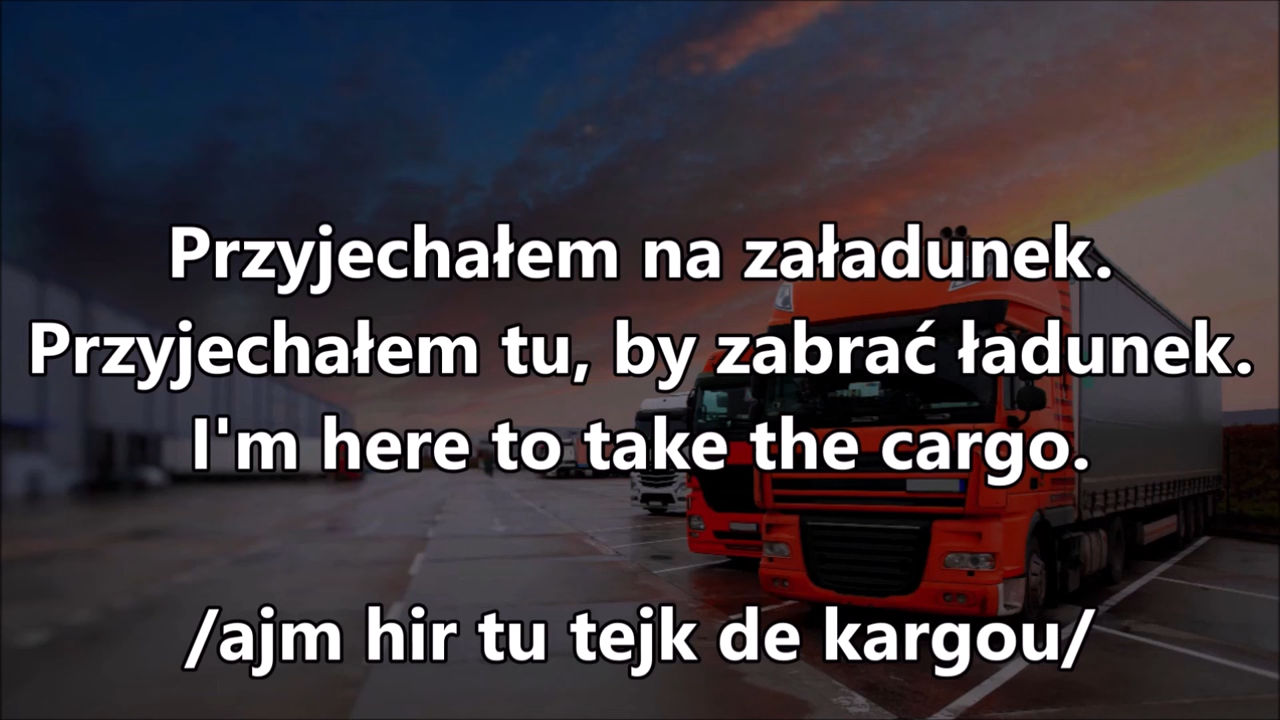 Przyjechałem na załadunek.
Przyjechałem tu, by zabrać ładunek.
I'm here to take the cargo.
/ajm hir tu tejk de kargou/